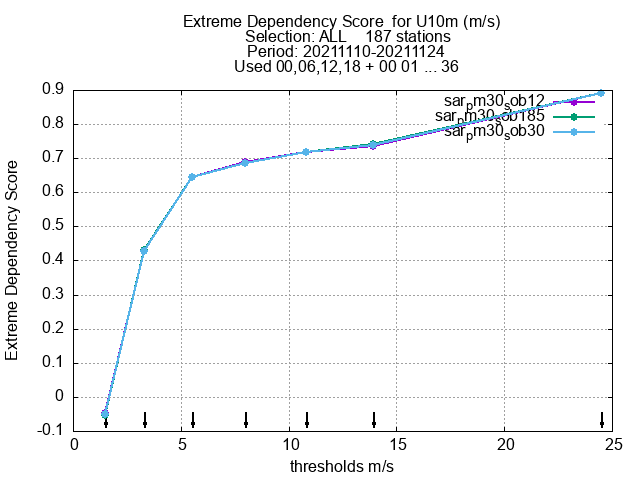 Extreme Dependency Score  for U10m (m/s)
Selection: ALL    187 stations
Period: 20211110-20211124
Used 00,06,12,18 + 00 01 ... 36
sar_pm30_sob12
sar_pm30_sob185
sar_pm30_sob30
Extreme Dependency Score
0.9
0.8
0.7
0.6
0.5
0.4
0.3
0.2
0.1
0
-0.1
0 5 10 15 20 25
thresholds m/s